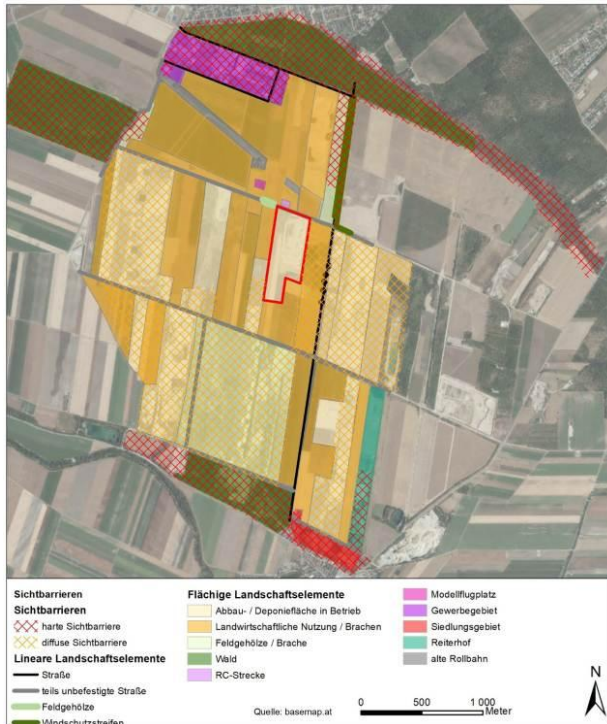 Sichtbarrieren
Sichtbarrieren
harte Sichtbarriere
diffuse Sichtbarriere
Lineare Landschaftselemente
Straße
teils unbefestigte Straße
Feldgehölze
Windschutzstreifen
Flächige Landschaftselemente
Abbau- / Deponiefläche in Betrieb
Landwirtschaftliche Nutzung / Brachen
Feldgehölze / Brache
Wald
RC-Strecke
Modellflugplatz
Gewerbegebiet
Siedlungsgebiet
Reiterhof
alte Rollbahn
Quelle: basemap.at
0 500 1 000 Meter
N